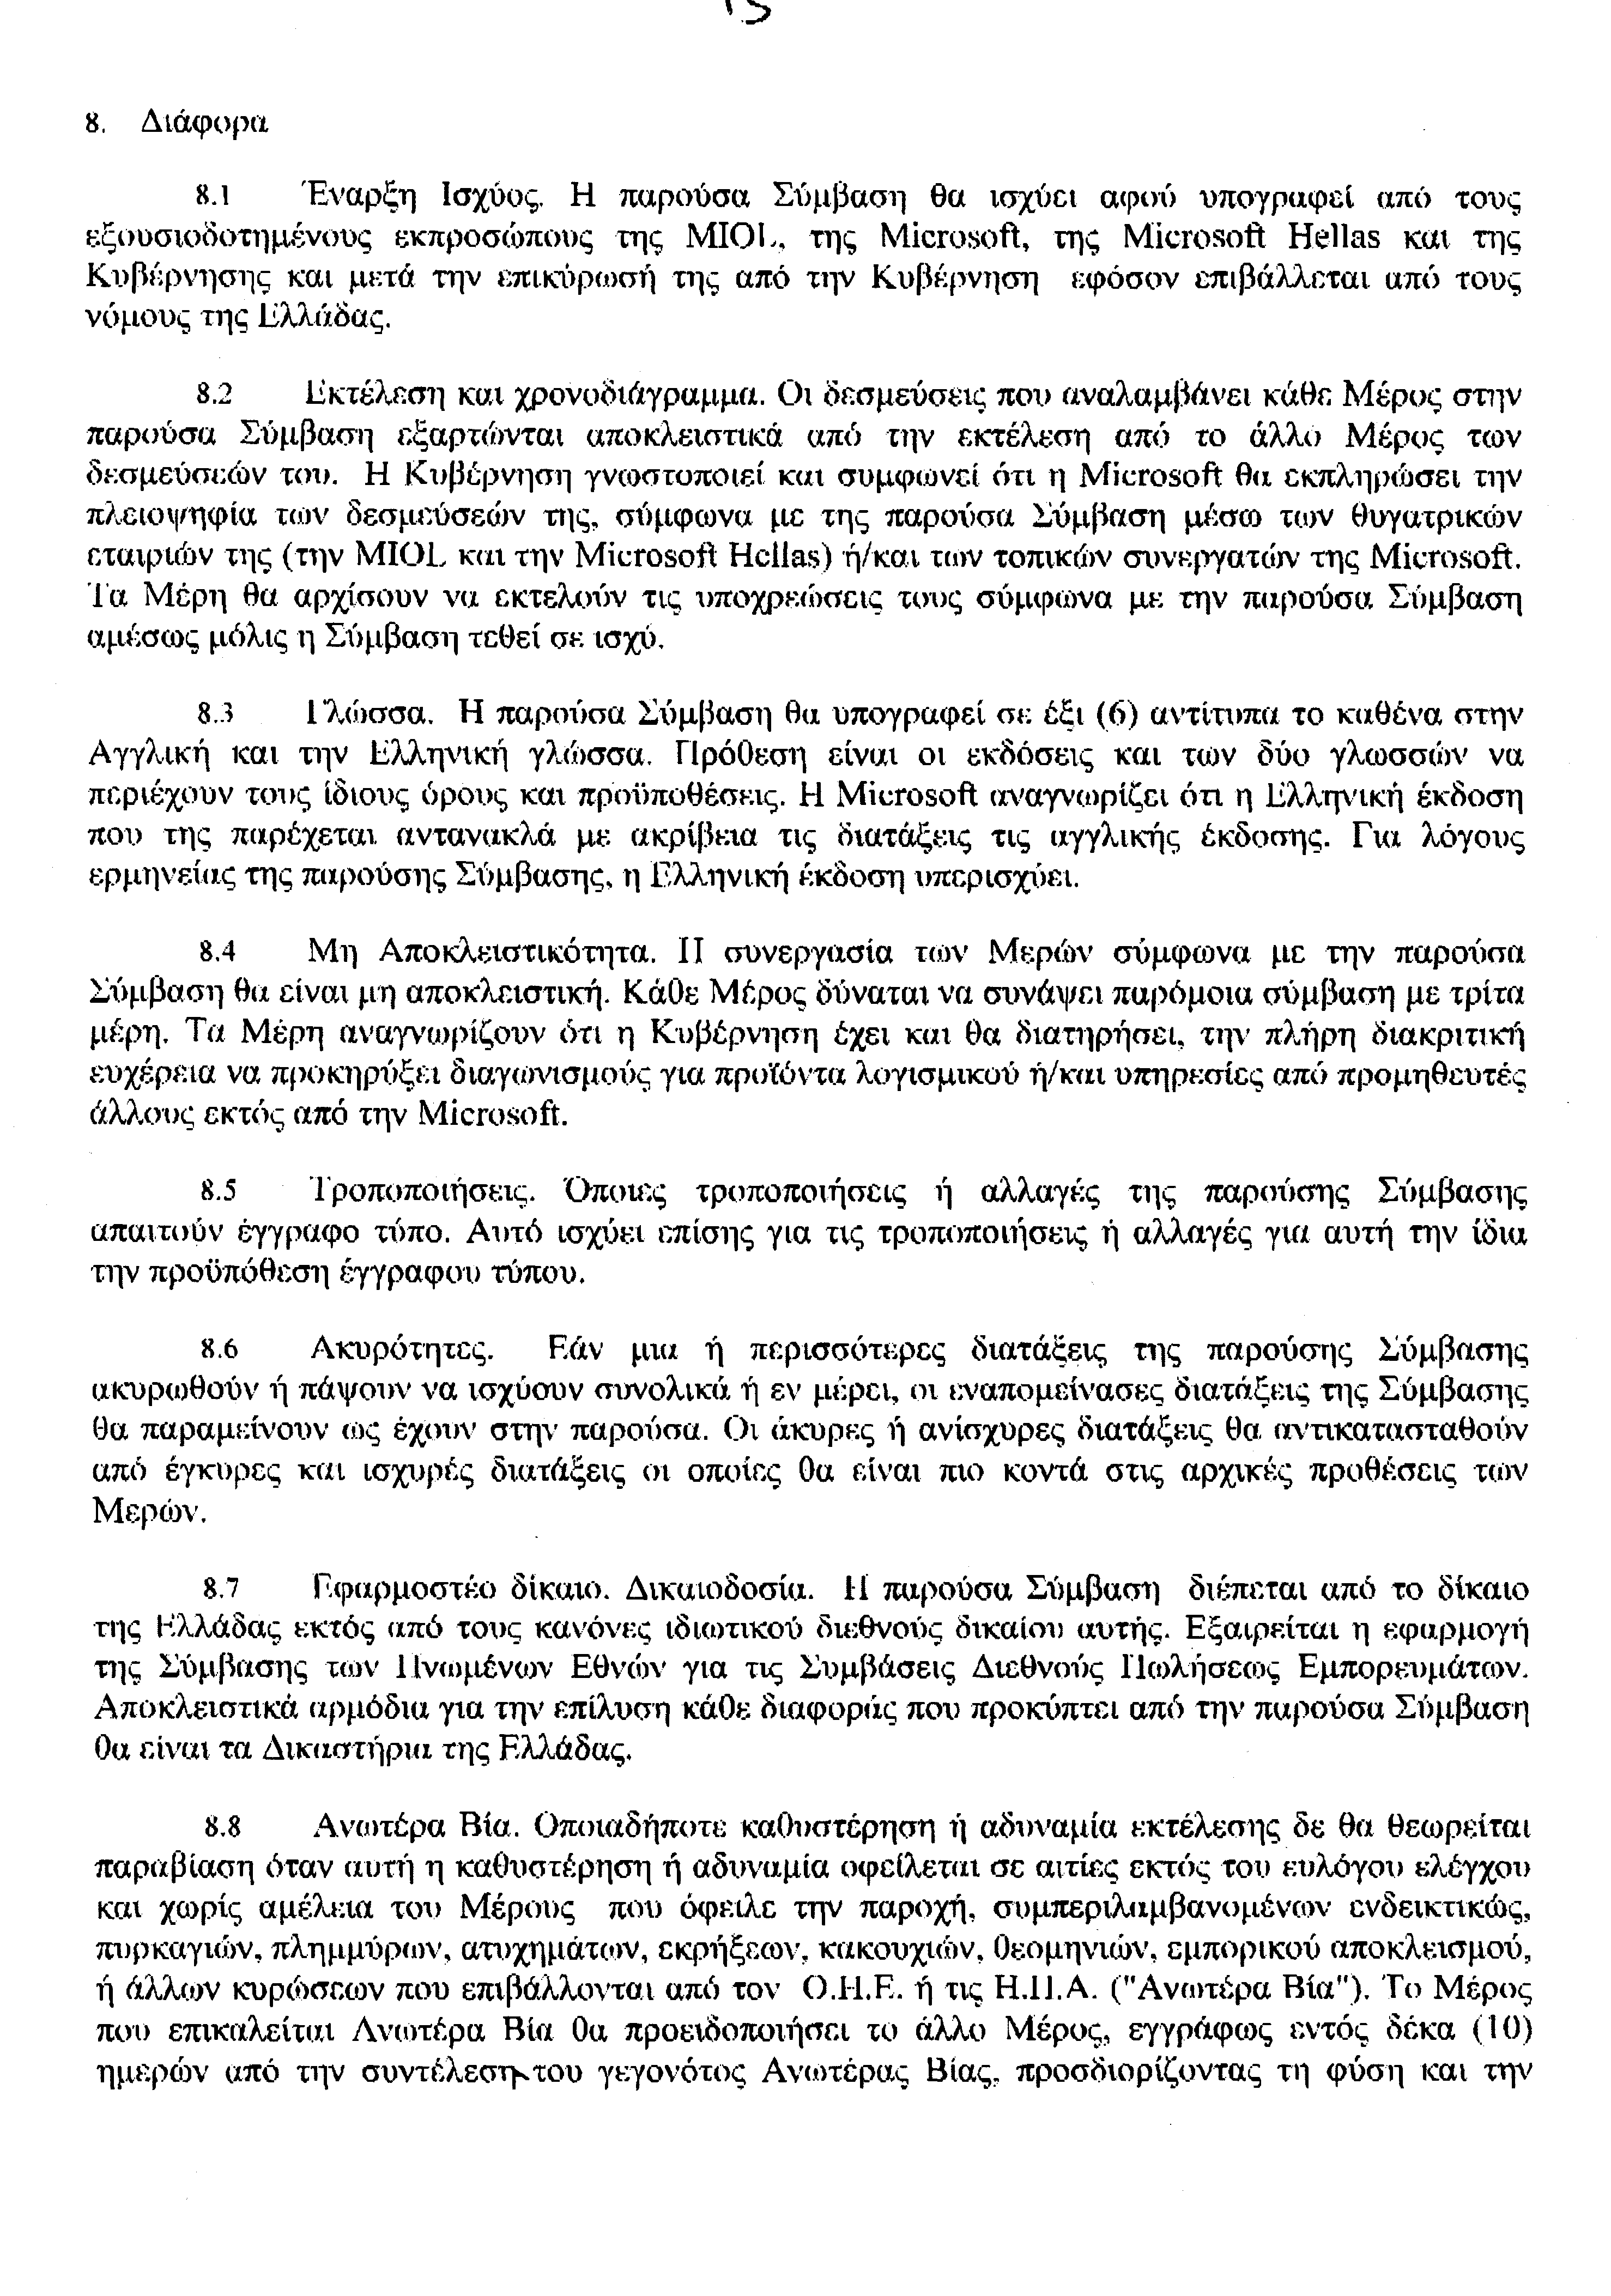 8. Διάφορα
8.1 Έναρξη Ισχύος. Η παρούσα Σύμβαση θα ισχύει αφού υπογραφεί από τους
εξουσιοδοτημένους εκπροσώπους της MIOL, της Microsoft, της Microsoft Hellas και της
Κυβέρνησης και μετά την επικύρωσή της από την Κυβέρνηση εφόσον επιβάλλεται από τους
νόμους της Ελλάδας.
8.2 Εκτέλεση και χρονοδιάγραμμα. Οι δεσμεύσεις που αναλαμβάνει κάθε Μέρος στην
παρούσα Σύμβαση εξαρτώνται αποκλειστικά από την εκτέλεση από το άλλο Μέρος των
δεσμεύσεών του. Η Κυβέρνηση γνωστοποιεί και συμφωνεί ότι η Microsoft θα εκπληρώσει την
πλειοψηφία των δεσμεύσεών της, σύμφωνα με της παρούσα Σύμβαση μέσω των θυγατρικών
εταιριών της (την MIOL και την Microsoft Hellas) ή/και των τοπικών συνεργατών της Microsoft.
Τα Μέρη θα αρχίσουν να εκτελούν τις υποχρεώσεις τους σύμφωνα με την παρούσα Σύμβαση
αμέσως μόλις η Σύμβαση τεθεί σε ισχύ.
8.3 Γλώσσα. Η παρούσα Σύμβαση θα υπογραφεί σε έξι (6) αντίτυπα το καθένα στην
Αγγλική και την Ελληνική γλώσσα. Πρόθεση είναι οι εκδόσεις και των δύο γλωσσών να
περιέχουν τους ίδιους όρους και προϋποθέσεις. Η Microsoft αναγνωρίζει ότι η Ελληνική έκδοση
που της παρέχεται αντανακλά με ακρίβεια τις διατάξεις τις αγγλικής έκδοσης. Για λόγους
ερμηνείας της παρούσης Σύμβασης, η Ελληνική έκδοση υπερισχύει.
8.4 Μη Αποκλειστικότητα. Η συνεργασία των Μερών σύμφωνα με την παρούσα
Σύμβαση θα είναι μη αποκλειστική. Κάθε Μέρος δύναται να συνάψει παρόμοια σύμβαση με τρίτα
μέρη. Τα Μέρη αναγνωρίζουν ότι η Κυβέρνηση έχει και θα διατηρήσει, την πλήρη διακριτική
ευχέρεια να προκηρύξει διαγωνισμούς για προϊόντα λογισμικού ή/και υπηρεσίες από προμηθευτές
άλλους εκτός από την Microsoft.
8.5 Τροποποιήσεις. Όποιες τροποποιήσεις ή αλλαγές της παρούσης Σύμβασης
απαιτούν έγγραφο τύπο. Αυτό ισχύει επίσης για τις τροποποιήσεις ή αλλαγές για αυτή την ίδια
την προϋπόθεση έγγραφου τύπου.
8.6 Ακυρότητες. Εάν μια ή περισσότερες διατάξεις της παρούσης Σύμβασης
ακυρωθούν ή πάψουν να ισχύουν συνολικά ή εν μέρει, οι εναπομείνασες διατάξεις της Σύμβασης
θα παραμείνουν ως έχουν στην παρούσα. Οι άκυρες ή ανίσχυρες διατάξεις θα αντικατασταθούν
από έγκυρες και ισχυρές διατάξεις οι οποίες θα είναι πιο κοντά στις αρχικές προθέσεις των
Μερών.
8.7 Εφαρμοστέο δίκαιο. Δικαιοδοσία. Η παρούσα Σύμβαση διέπεται από το δίκαιο
της Ελλάδας εκτός από τους κανόνες ιδιωτικού διεθνούς δικαίου αυτής. Εξαιρείται η εφαρμογή
της Σύμβασης των Ηνωμένων Εθνών για τις Συμβάσεις Διεθνούς Πωλήσεως Εμπορευμάτων.
Αποκλειστικά αρμόδια για την επίλυση κάθε διαφοράς που προκύπτει από την παρούσα Σύμβαση
θα είναι τα Δικαστήρια της Ελλάδας.
8.8 Ανωτέρα Βία. Οποιαδήποτε καθυστέρηση ή αδυναμία εκτέλεσης δε θα θεωρείται
παραβίαση όταν αυτή η καθυστέρηση ή αδυναμία οφείλεται σε αιτίες εκτός του ευλόγου ελέγχου
και χωρίς αμέλεια του Μέρους που όφειλε την παροχή, συμπεριλαμβανομένων ενδεικτικώς,
πυρκαγιών, πλημμύρων, ατυχημάτων, εκρήξεων, κακουχιών, θεομηνιών, εμπορικού αποκλεισμού,
ή άλλων κυρώσεων που επιβάλλονται από τον Ο.Η.Ε. ή τις Η.Π.Α. ("Ανωτέρα Βία"). Το Μέρος
που επικαλείται Ανωτέρα Βία θα προειδοποιήσει το άλλο Μέρος, εγγράφως εντός δέκα (10)
ημερών από την συντέλεση του γεγονότος Ανωτέρας Βίας, προσδιορίζοντας τη φύση και την